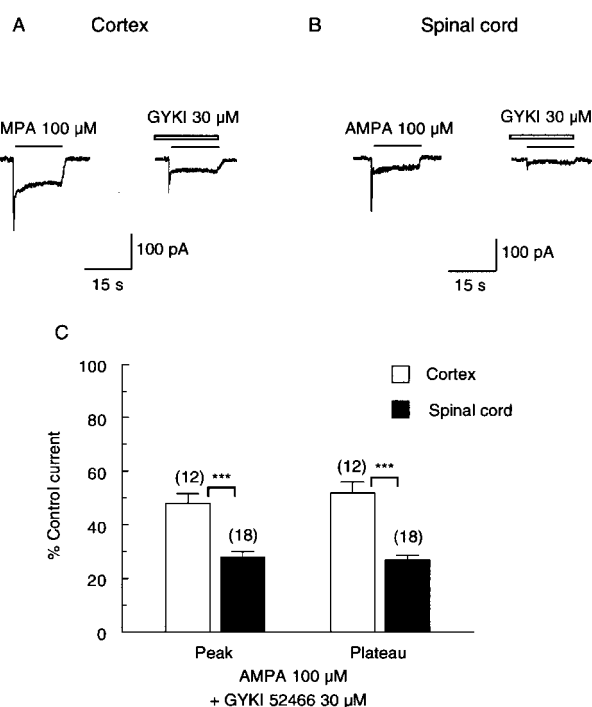 A Cortex
B Spinal cord
MPA 100 µM
GYKI 30 µM
AMPA 100 µM
GYKI 30 µM
100 pA
15 s
100 pA
15 s
C
100
80
60
40
20
0
% Control current
Cortex
Spinal cord
(12) ***
(18)
(12) ***
(18)
Peak
Plateau
AMPA 100 µM
+ GYKI 52466 30 µM